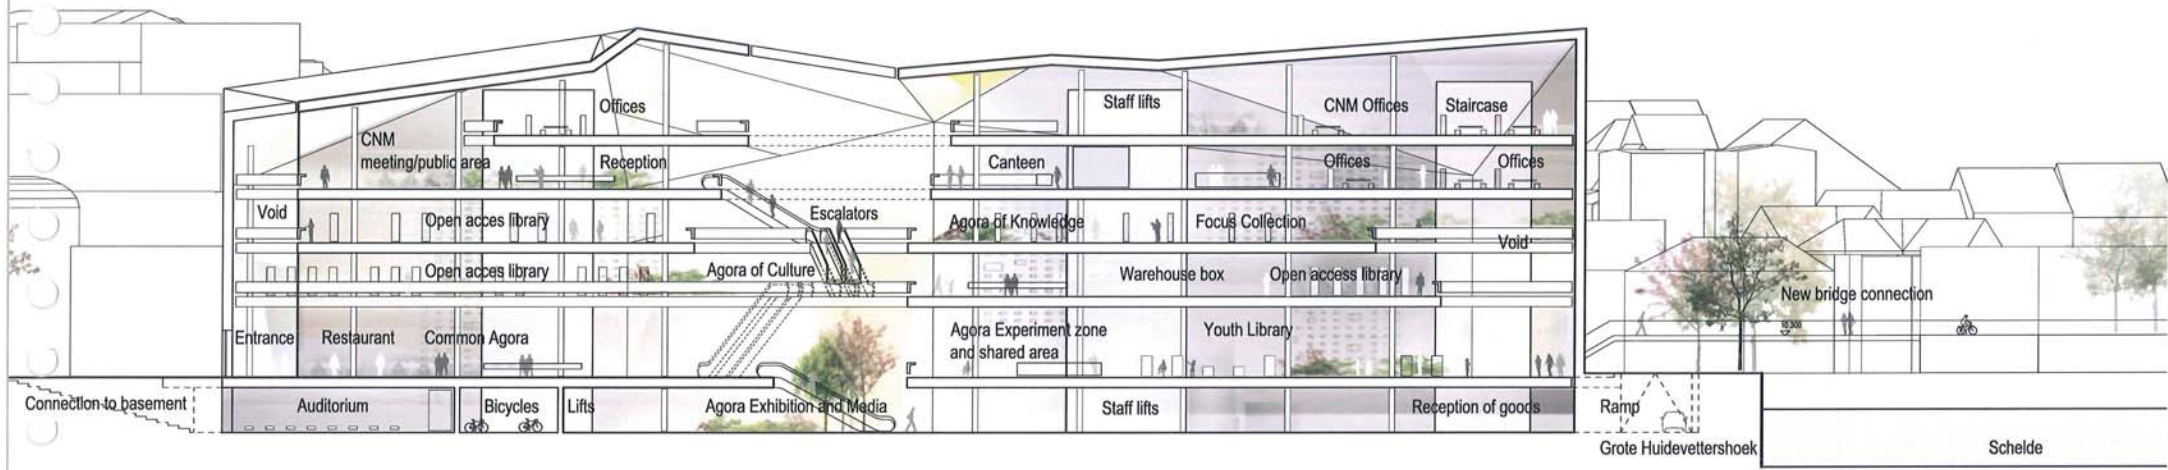 Offices
Staff lifts
CNM Offices
Staircase
CNM
meeting/public area
Reception
Canteen
Offices
Offices
Void
Open acces library
Escalators
Agora of Knowledge
Focus Collection
Void
Open acces library
Agora of Culture
Warehouse box
Open access library
New bridge connection
Entrance
Restaurant
Common Agora
Agora Experiment zone
and shared area
Youth Library
Connection to basement
Auditorium
Bicycles
Lifts
Agora Exhibition and Media
Staff lifts
Reception of goods
Ramp
Grote Huidevettershoek
Schelde